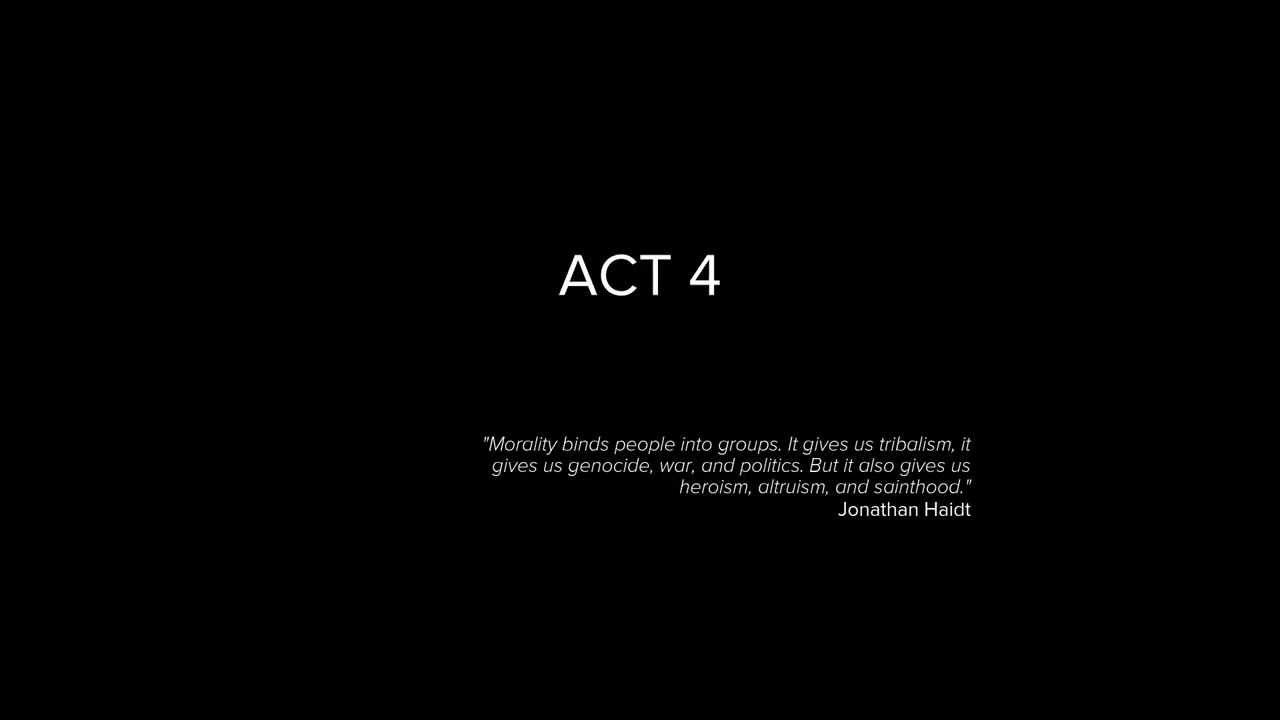 ACT 4
"Morality binds people into groups. It gives us tribalism, it
gives us genocide, war, and politics. But it also gives us
heroism, altruism, and sainthood."
Jonathan Haidt